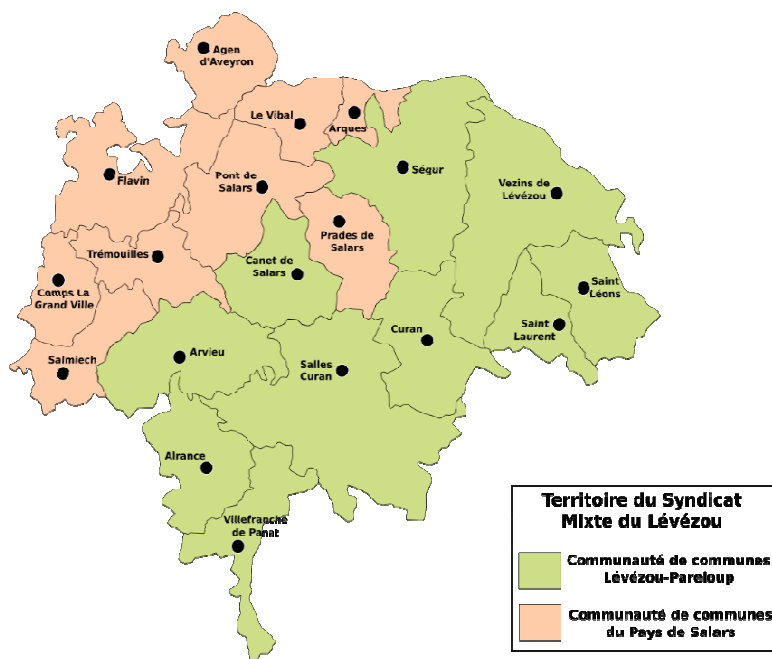 Agen
d'Aveyron
Le Vibal
Arques
Flavin
Pont de
Salars
Ségur
Vezins de
Lévézou
Prades de
Salars
Trémouilles
Canet de
Salars
Comps La
Grand Ville
Saint
Léons
Saint
Laurent
Curan
Salmiech
Arvieu
Salles
Curan
Alrance
Villefranche
de Panat
Territoire du Syndicat
Mixte du Lévézou
Communauté de communes
Lévézou-Pareloup
Communauté de communes
du Pays de Salars